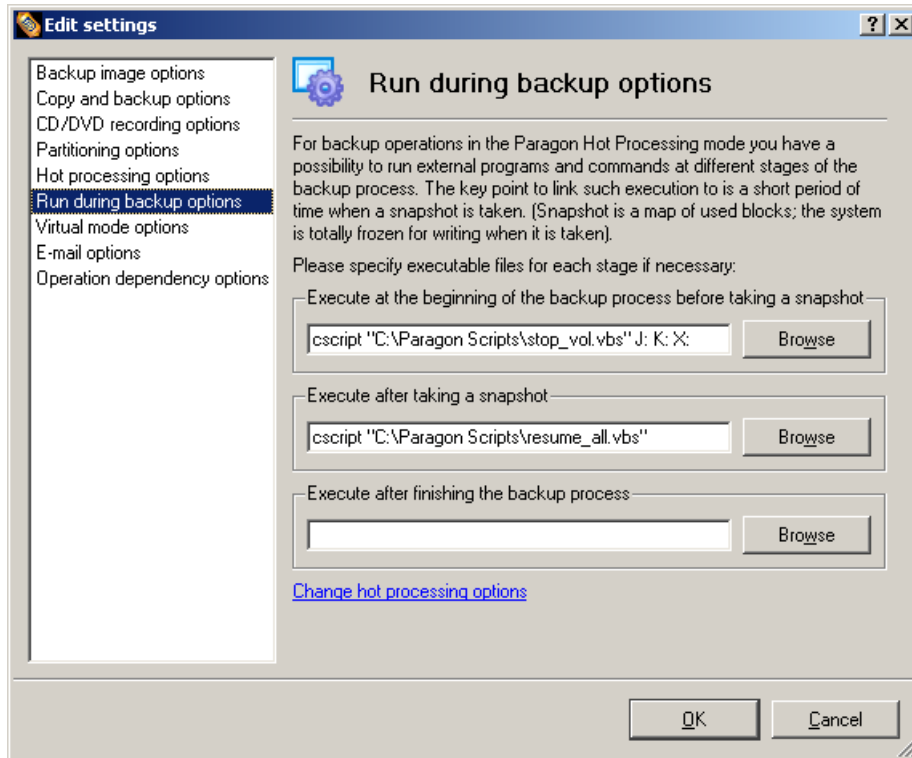 Edit settings
Backup image options
Copy and backup options
CD/DVD recording options
Partitioning options
Hot processing options
Run during backup options
Virtual mode options
E-mail options
Operation dependency options
Run during backup options
For backup operations in the Paragon Hot Processing mode you have a
possibility to run external programs and commands at different stages of the
backup process. The key point to link such execution to is a short period of
time when a snapshot is taken. (Snapshot is a map of used blocks; the system
is totally frozen for writing when it is taken).
Please specify executable files for each stage if necessary:
Execute at the beginning of the backup process before taking a snapshot
cscript "C:\Paragon Scripts\stop_vol.vbs" J: K: X:
Browse
Execute after taking a snapshot
cscript "C:\Paragon Scripts\resume_all.vbs"
Browse
Execute after finishing the backup process
Browse
Change hot processing options
OK
Cancel